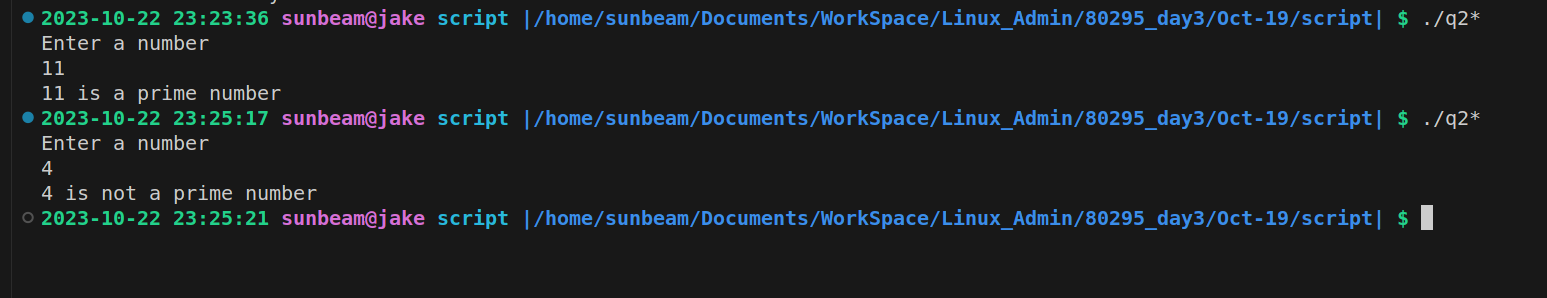 2023-10-22 23:23:36 sunbeam@jake script |/home/sunbeam/Documents/WorkSpace/Linux_Admin/80295_day3/Oct-19/script| $ ./q2*
Enter a number
11
11 is a prime number
2023-10-22 23:25:17 sunbeam@jake script |/home/sunbeam/Documents/WorkSpace/Linux_Admin/80295_day3/Oct-19/script| $ ./q2*
Enter a number
4
4 is not a prime number
2023-10-22 23:25:21 sunbeam@jake script |/home/sunbeam/Documents/WorkSpace/Linux_Admin/80295_day3/Oct-19/script| $